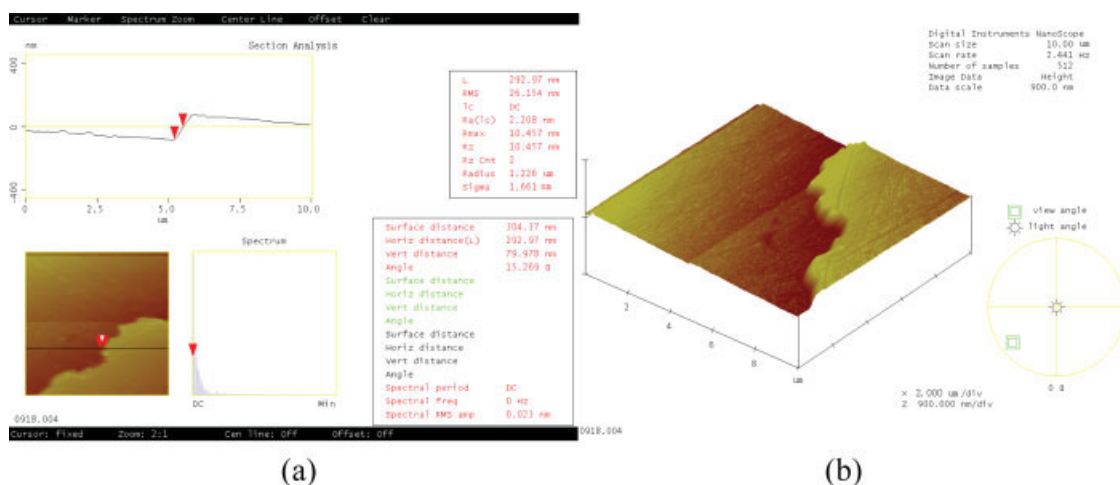 Cursor Marker Spectrum Zoom Center Line Offset Clear
nm
Section Analysis
400
0
-400
0 2.5 5.0 7.5 10.0
um
L 292.97 nm
RMS 26.154 nm
lc DC
Ra(lc) 2.208 nm
Rmax 10.457 nm
Rz 10.457 nm
Rz Cnt 2
Radius 1.226 um
Sigma 1.661 nm
Spectrum
DC Min
Surface distance 304.37 nm
Horiz distance(L) 292.97 nm
Vert distance 79.978 nm
Angle 15.269 g
Surface distance
Horiz distance
Vert distance
Angle
Surface distance
Horiz distance
Vert distance
Angle
Spectral period DC
Spectral freq 0 Hz
Spectral RMS amp 0.023 nm
0918.004
Cursor: fixed Zoom: 2:1 Cen line: Off Offset: Off
(a)
Digital Instruments NanoScope
Scan size 10.00 um
Scan rate 2.441 Hz
Number of samples 512
Image Data Height
Data scale 900.0 nm
view angle
light angle
2
4
6
8
um
0 g
X 2.000 um/div
Z 900.000 nm/div
0918.004
(b)